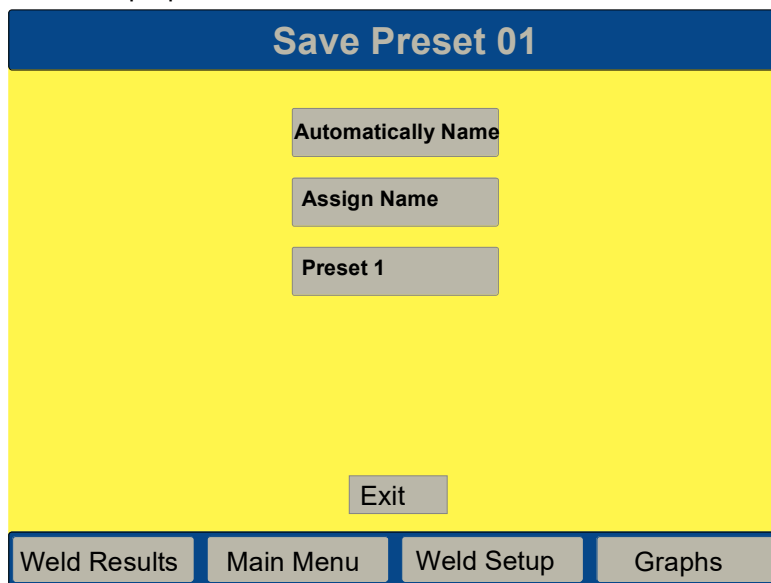 Save Preset 01
Automatically Name
Assign Name
Preset 1
Exit
Weld Results Main Menu Weld Setup Graphs